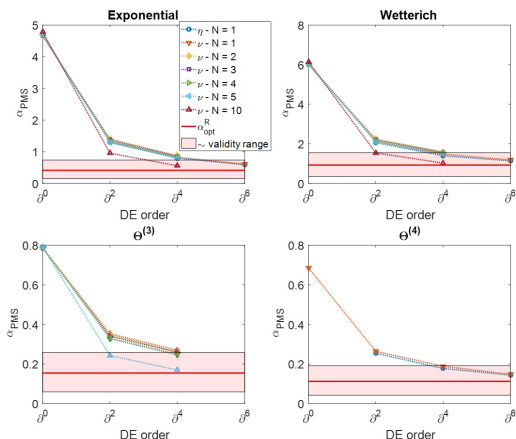 Exponential
α_PMS
5
4
3
2
1
0
∂⁰
∂²
∂⁴
∂⁶
DE order
η - N = 1
ν - N = 1
ν - N = 2
ν - N = 3
ν - N = 4
ν - N = 5
ν - N = 10
α^R_opt
~ validity range
Wetterich
α_PMS
8
6
4
2
0
∂⁰
∂²
∂⁴
∂⁶
DE order
Θ^(3)
α_PMS
0.8
0.6
0.4
0.2
0
∂⁰
∂²
∂⁴
∂⁶
DE order
Θ^(4)
α_PMS
0.8
0.6
0.4
0.2
0
∂⁰
∂²
∂⁴
∂⁶
DE order